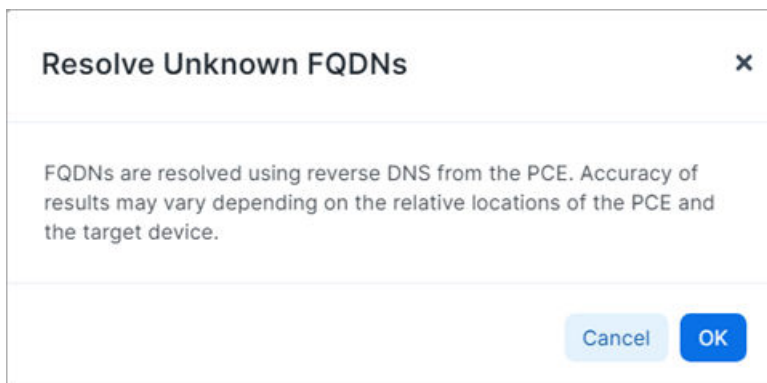 Resolve Unknown FQDNs
FQDNs are resolved using reverse DNS from the PCE. Accuracy of
results may vary depending on the relative locations of the PCE and
the target device.
Cancel
OK